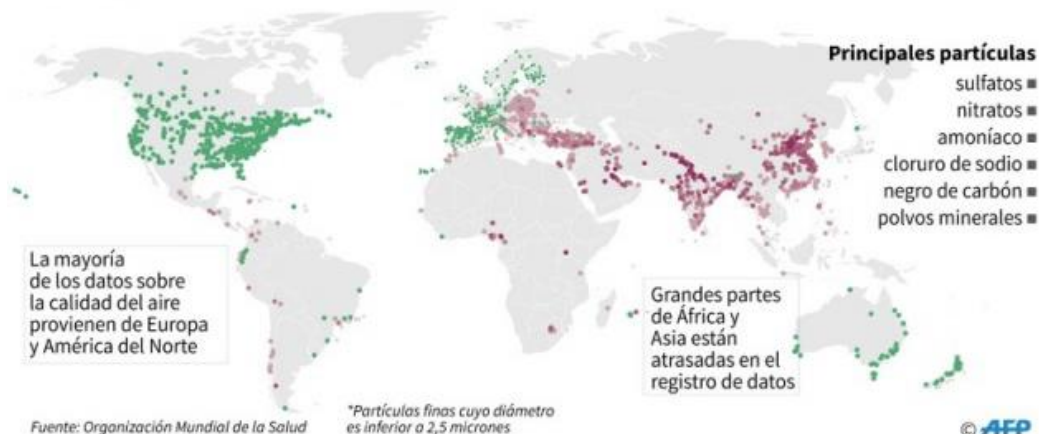 Principales partículas
sulfatos
nitratos
amoníaco
cloruro de sodio
negro de carbón
polvos minerales
La mayoría
de los datos sobre
la calidad del aire
provienen de Europa
y América del Norte
Grandes partes
de África y
Asia están
atrasadas en el
registro de datos
Fuente: Organización Mundial de la Salud
*Partículas finas cuyo diámetro
es inferior a 2,5 micrones
© AFP